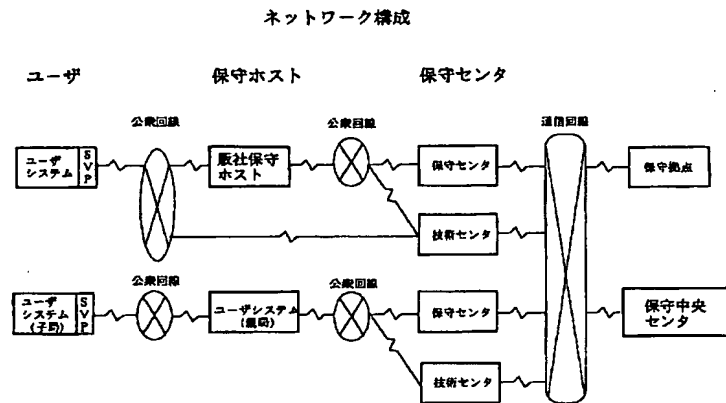 ネットワーク構成
ユーザ
保守ホスト
保守センタ
公衆回線
公衆回線
通信回線
ユーザ
システム
SVP
販社保守
ホスト
保守センタ
保守拠点
技術センタ
公衆回線
公衆回線
ユーザ
システム
(子局)
SVP
ユーザシステム
(親局)
保守センタ
保守中央
センタ
技術センタ